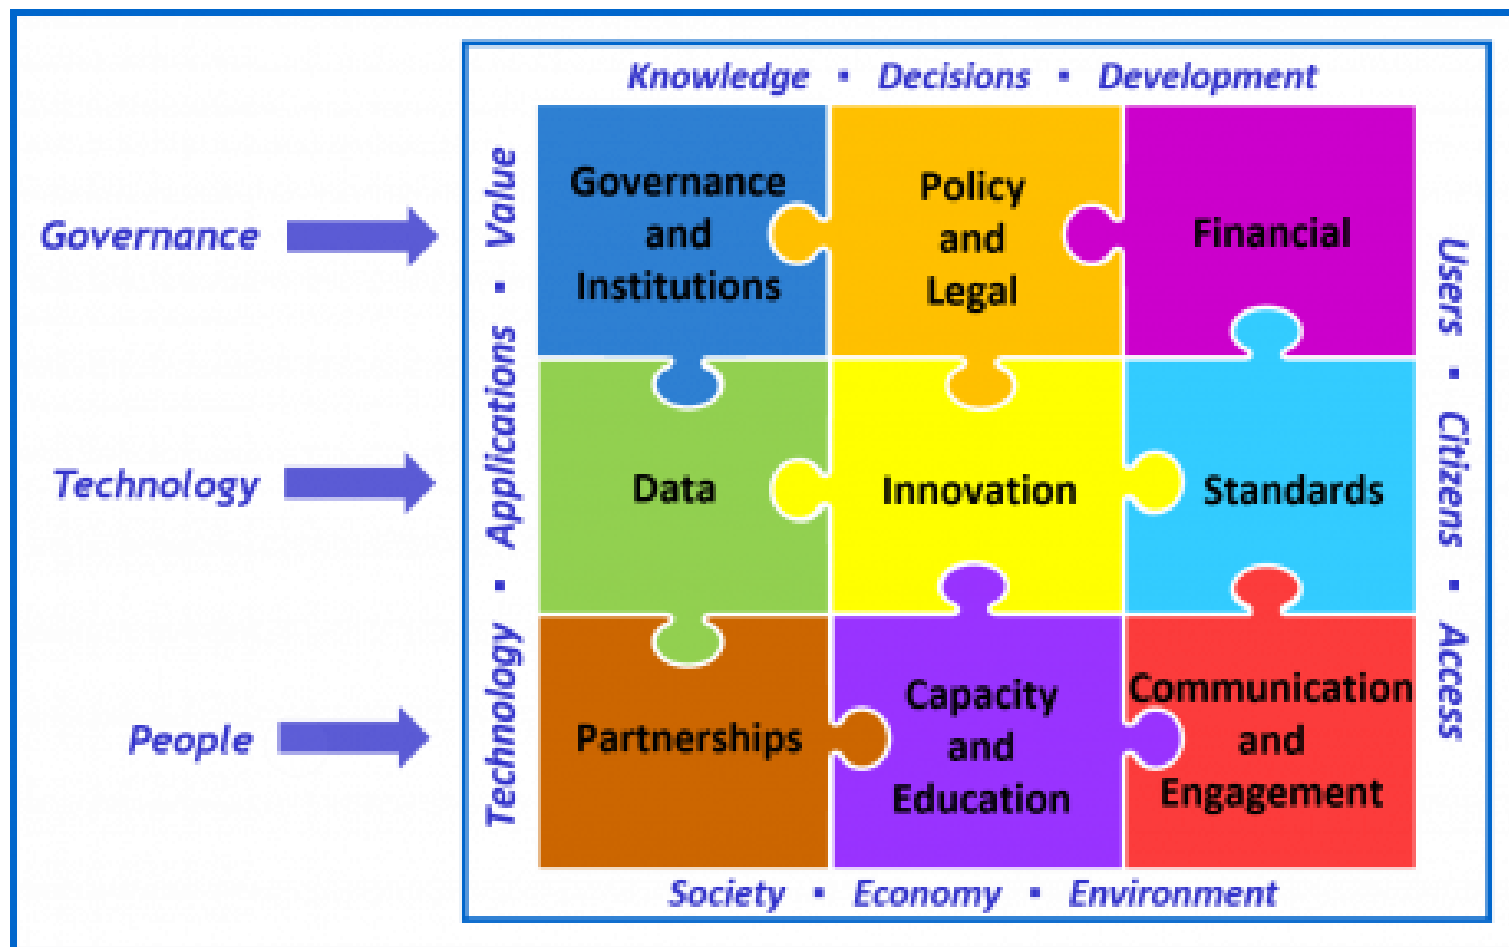 Knowledge ▪ Decisions ▪ Development
Governance
Technology
People
Technology ▪ Applications ▪ Value
Governance
and
Institutions
Policy
and
Legal
Financial
Data
Innovation
Standards
Partnerships
Capacity
and
Education
Communication
and
Engagement
Users ▪ Citizens ▪ Access
Society ▪ Economy ▪ Environment